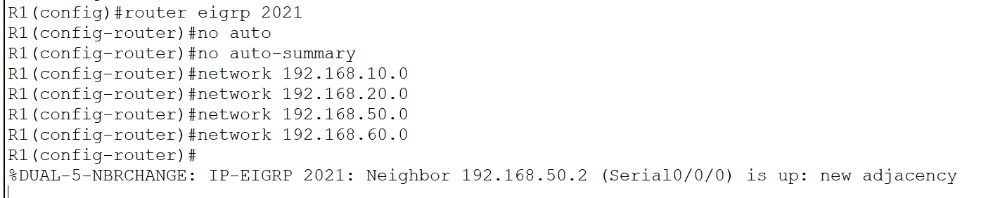 R1(config)#router eigrp 2021
R1(config-router)#no auto
R1(config-router)#no auto-summary
R1(config-router)#network 192.168.10.0
R1(config-router)#network 192.168.20.0
R1(config-router)#network 192.168.50.0
R1(config-router)#network 192.168.60.0
R1(config-router)#
%DUAL-5-NBRCHANGE: IP-EIGRP 2021: Neighbor 192.168.50.2 (Serial0/0/0) is up: new adjacency